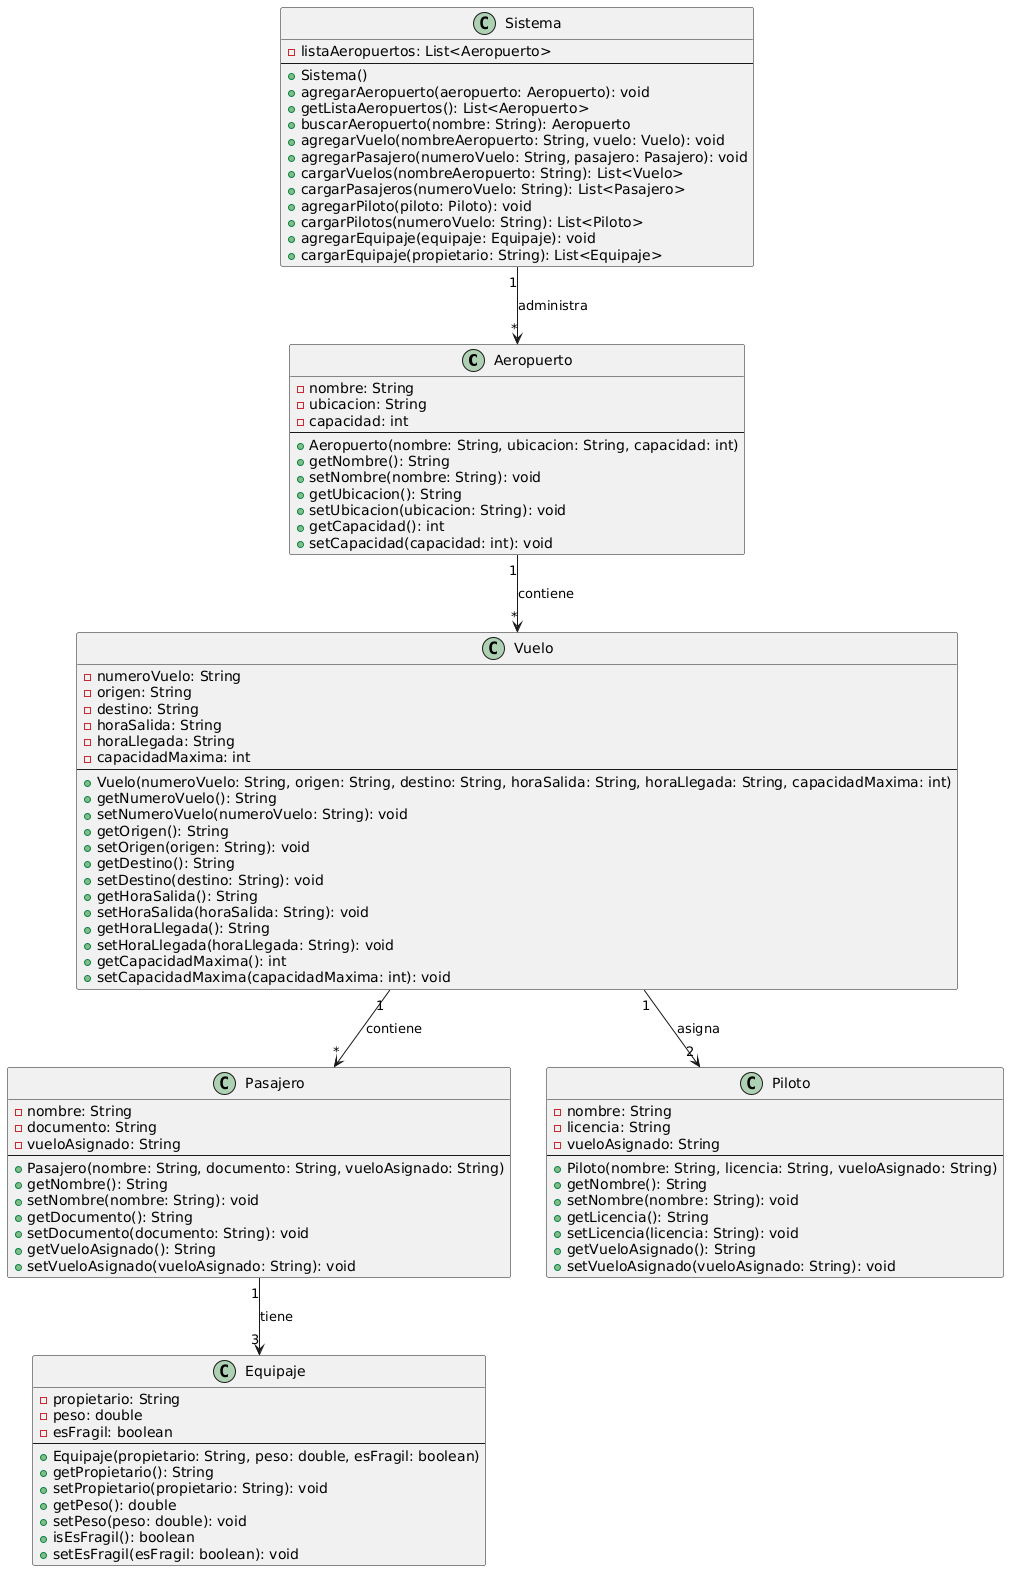 C Sistema
listaAeropuertos: List<Aeropuerto>
Sistema()
agregarAeropuerto(aeropuerto: Aeropuerto): void
getListaAeropuertos(): List<Aeropuerto>
buscarAeropuerto(nombre: String): Aeropuerto
agregarVuelo(nombreAeropuerto: String, vuelo: Vuelo): void
agregarPasajero(numeroVuelo: String, pasajero: Pasajero): void
cargarVuelos(nombreAeropuerto: String): List<Vuelo>
cargarPasajeros(numeroVuelo: String): List<Pasajero>
agregarPiloto(piloto: Piloto): void
cargarPilotos(numeroVuelo: String): List<Piloto>
agregarEquipaje(equipaje: Equipaje): void
cargarEquipaje(propietario: String): List<Equipaje>
1
administra
*
C Aeropuerto
nombre: String
ubicacion: String
capacidad: int
Aeropuerto(nombre: String, ubicacion: String, capacidad: int)
getNombre(): String
setNombre(nombre: String): void
getUbicacion(): String
setUbicacion(ubicacion: String): void
getCapacidad(): int
setCapacidad(capacidad: int): void
1
contiene
*
C Vuelo
numeroVuelo: String
origen: String
destino: String
horaSalida: String
horaLlegada: String
capacidadMaxima: int
Vuelo(numeroVuelo: String, origen: String, destino: String, horaSalida: String, horaLlegada: String, capacidadMaxima: int)
getNumeroVuelo(): String
setNumeroVuelo(numeroVuelo: String): void
getOrigen(): String
setOrigen(origen: String): void
getDestino(): String
setDestino(destino: String): void
getHoraSalida(): String
setHoraSalida(horaSalida: String): void
getHoraLlegada(): String
setHoraLlegada(horaLlegada: String): void
getCapacidadMaxima(): int
setCapacidadMaxima(capacidadMaxima: int): void
1
contiene
*
1
asigna
2
C Pasajero
nombre: String
documento: String
vueloAsignado: String
Pasajero(nombre: String, documento: String, vueloAsignado: String)
getNombre(): String
setNombre(nombre: String): void
getDocumento(): String
setDocumento(documento: String): void
getVueloAsignado(): String
setVueloAsignado(vueloAsignado: String): void
C Piloto
nombre: String
licencia: String
vueloAsignado: String
Piloto(nombre: String, licencia: String, vueloAsignado: String)
getNombre(): String
setNombre(nombre: String): void
getLicencia(): String
setLicencia(licencia: String): void
getVueloAsignado(): String
setVueloAsignado(vueloAsignado: String): void
1
tiene
3
C Equipaje
propietario: String
peso: double
esFragil: boolean
Equipaje(propietario: String, peso: double, esFragil: boolean)
getPropietario(): String
setPropietario(propietario: String): void
getPeso(): double
setPeso(peso: double): void
isEsFragil(): boolean
setEsFragil(esFragil: boolean): void